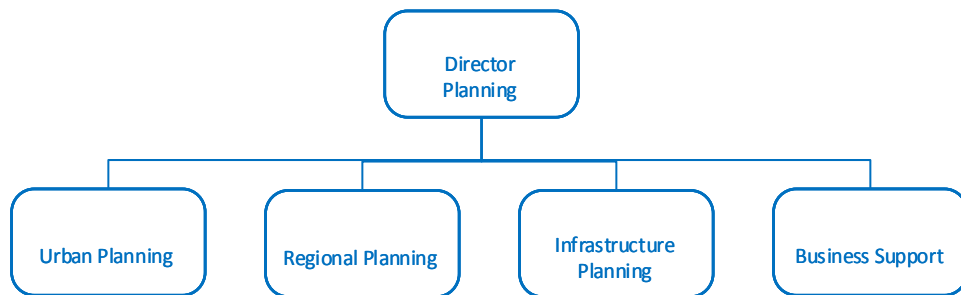 Director
Planning
Urban Planning
Regional Planning
Infrastructure
Planning
Business Support